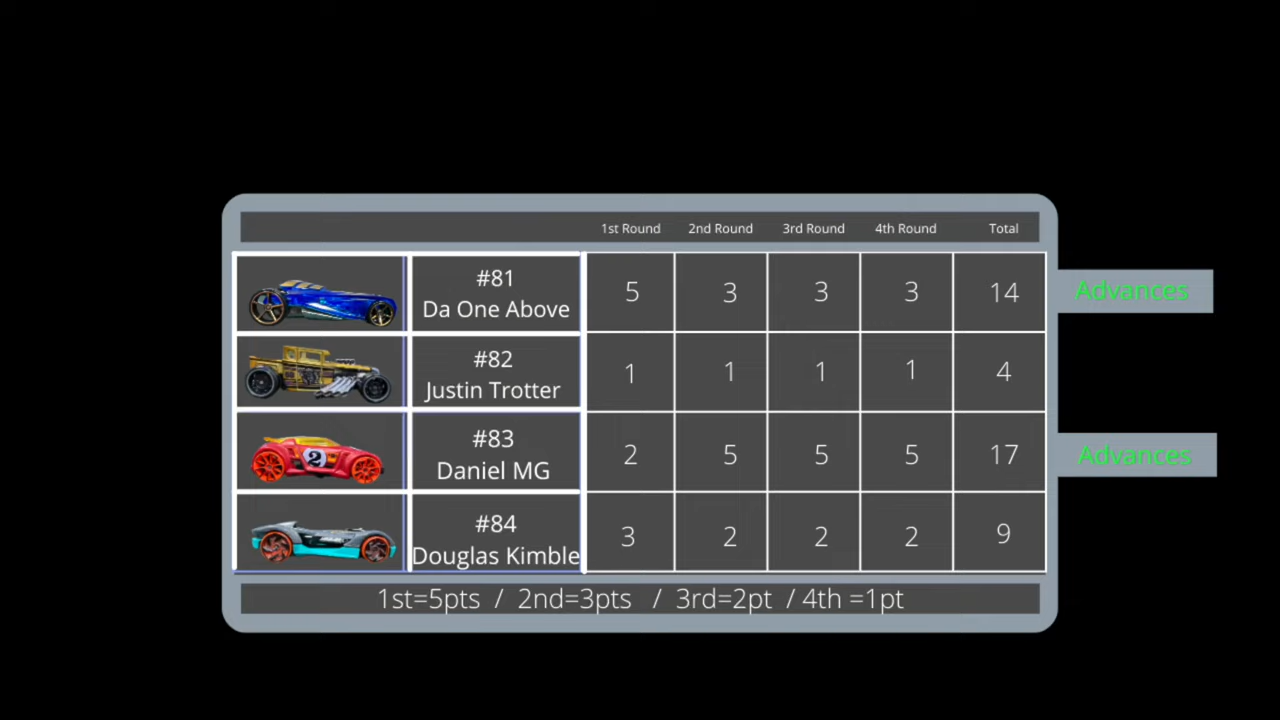 1st Round 2nd Round 3rd Round 4th Round Total
#81
Da One Above
5 3 3 3 14
Advances
#82
Justin Trotter
1 1 1 1 4
#83
Daniel MG
2
2 5 5 5 17
Advances
#84
Douglas Kimble
3 2 2 2 9
1st=5pts / 2nd=3pts / 3rd=2pt / 4th =1pt